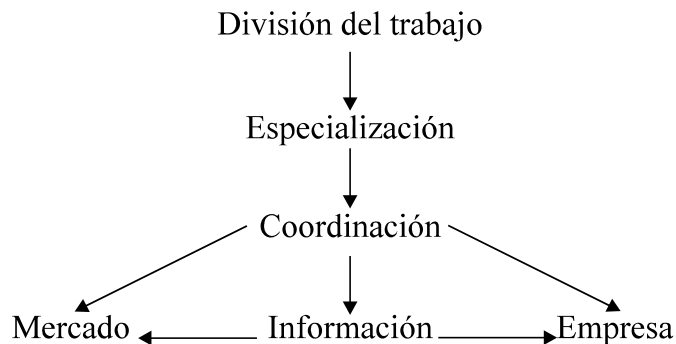 División del trabajo
Especialización
Coordinación
Mercado Información Empresa